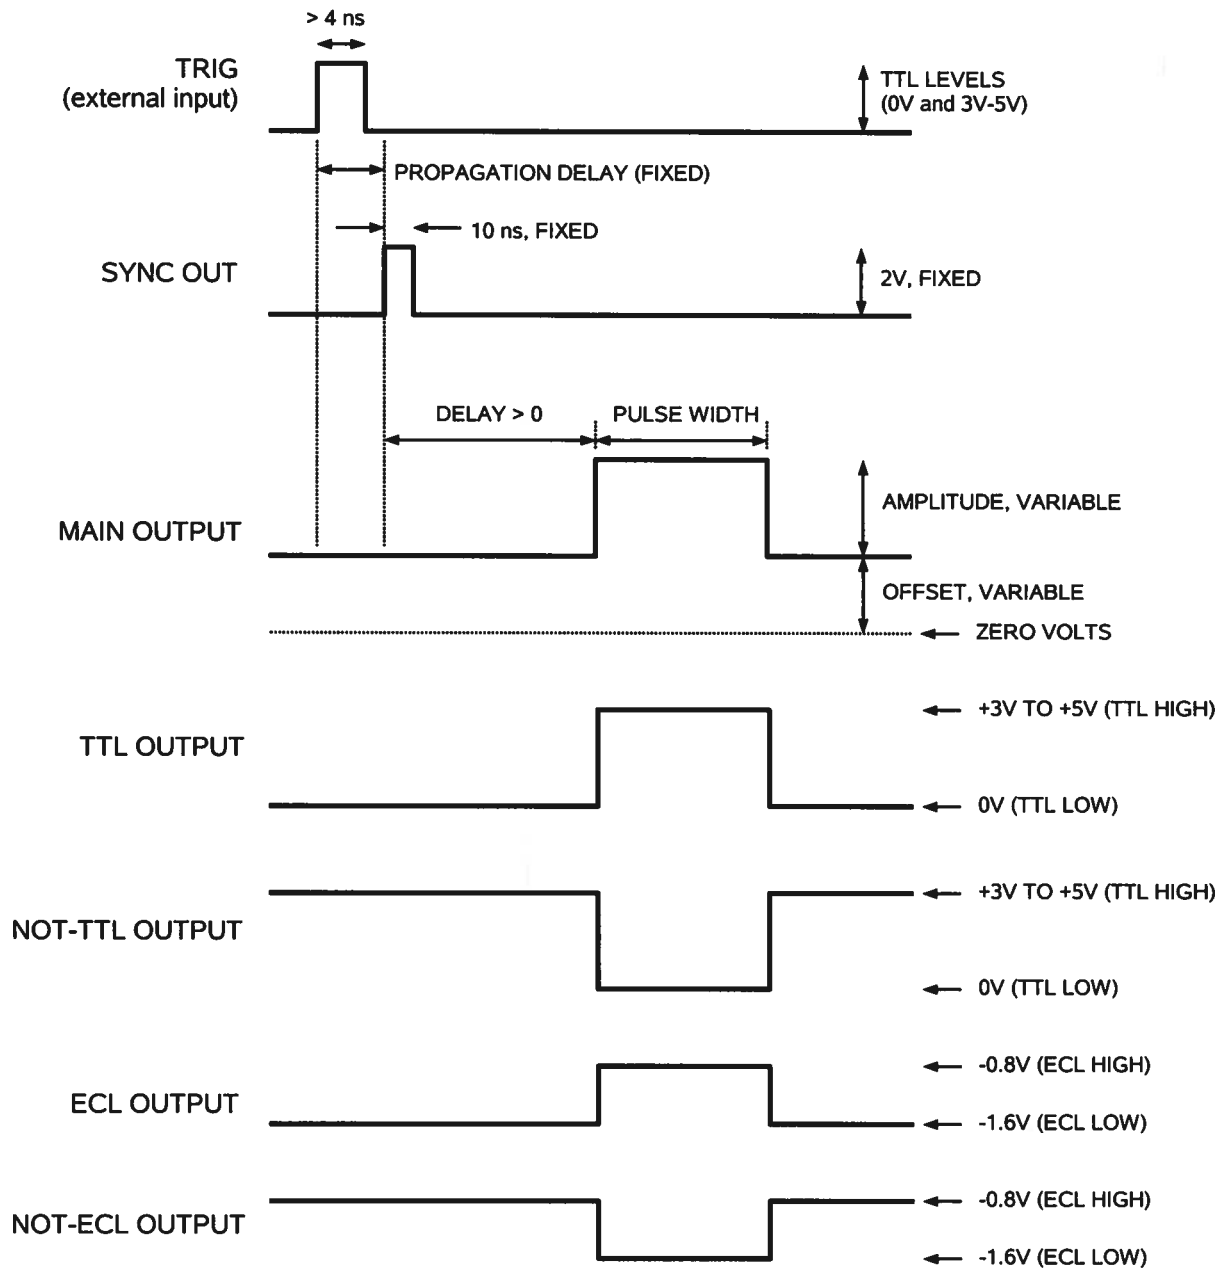 > 4 ns
TRIG
(external input)
TTL LEVELS
(0V and 3V-5V)
PROPAGATION DELAY (FIXED)
10 ns, FIXED
SYNC OUT
2V, FIXED
DELAY > 0
PULSE WIDTH
MAIN OUTPUT
AMPLITUDE, VARIABLE
OFFSET, VARIABLE
ZERO VOLTS
+3V TO +5V (TTL HIGH)
TTL OUTPUT
0V (TTL LOW)
+3V TO +5V (TTL HIGH)
NOT-TTL OUTPUT
0V (TTL LOW)
-0.8V (ECL HIGH)
ECL OUTPUT
-1.6V (ECL LOW)
-0.8V (ECL HIGH)
NOT-ECL OUTPUT
-1.6V (ECL LOW)